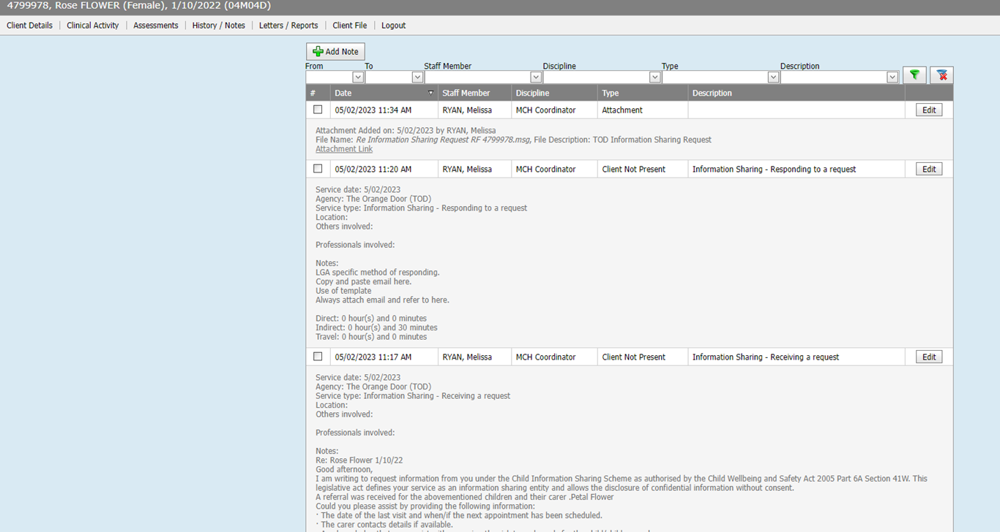 4799978, Rose FLOWER (Female), 1/10/2022 (04M04D)
Client Details | Clinical Activity | Assessments | History / Notes | Letters / Reports | Client File | Logout
Add Note
From To Staff Member Discipline Type Description
# Date Staff Member Discipline Type Description
05/02/2023 11:34 AM RYAN, Melissa MCH Coordinator Attachment Edit
Attachment Added on: 5/02/2023 by RYAN, Melissa
File Name: Re Information Sharing Request RF 4799978.msg, File Description: TOD Information Sharing Request
Attachment Link
05/02/2023 11:20 AM RYAN, Melissa MCH Coordinator Client Not Present Information Sharing - Responding to a request Edit
Service date: 5/02/2023
Agency: The Orange Door (TOD)
Service type: Information Sharing - Responding to a request
Location:
Others involved:
Professionals involved:
Notes:
LGA specific method of responding.
Copy and paste email here.
Use of template
Always attach email and refer to here.
Direct: 0 hour(s) and 0 minutes
Indirect: 0 hour(s) and 30 minutes
Travel: 0 hour(s) and 0 minutes
05/02/2023 11:17 AM RYAN, Melissa MCH Coordinator Client Not Present Information Sharing - Receiving a request Edit
Service date: 5/02/2023
Agency: The Orange Door (TOD)
Service type: Information Sharing - Receiving a request
Location:
Others involved:
Professionals involved:
Notes:
Re: Rose Flower 1/10/22
Good afternoon,
I am writing to request information from you under the Child Information Sharing Scheme as authorised by the Child Wellbeing and Safety Act 2005 Part 6A Section 41W. This
legislative act defines your service as an information sharing entity and allows the disclosure of confidential information without consent.
A referral was received for the abovementioned children and their carer .Petal Flower
Could you please assist by providing the following information:
· The date of the last visit and when/if the next appointment has been scheduled.
· The carer contacts details if available.